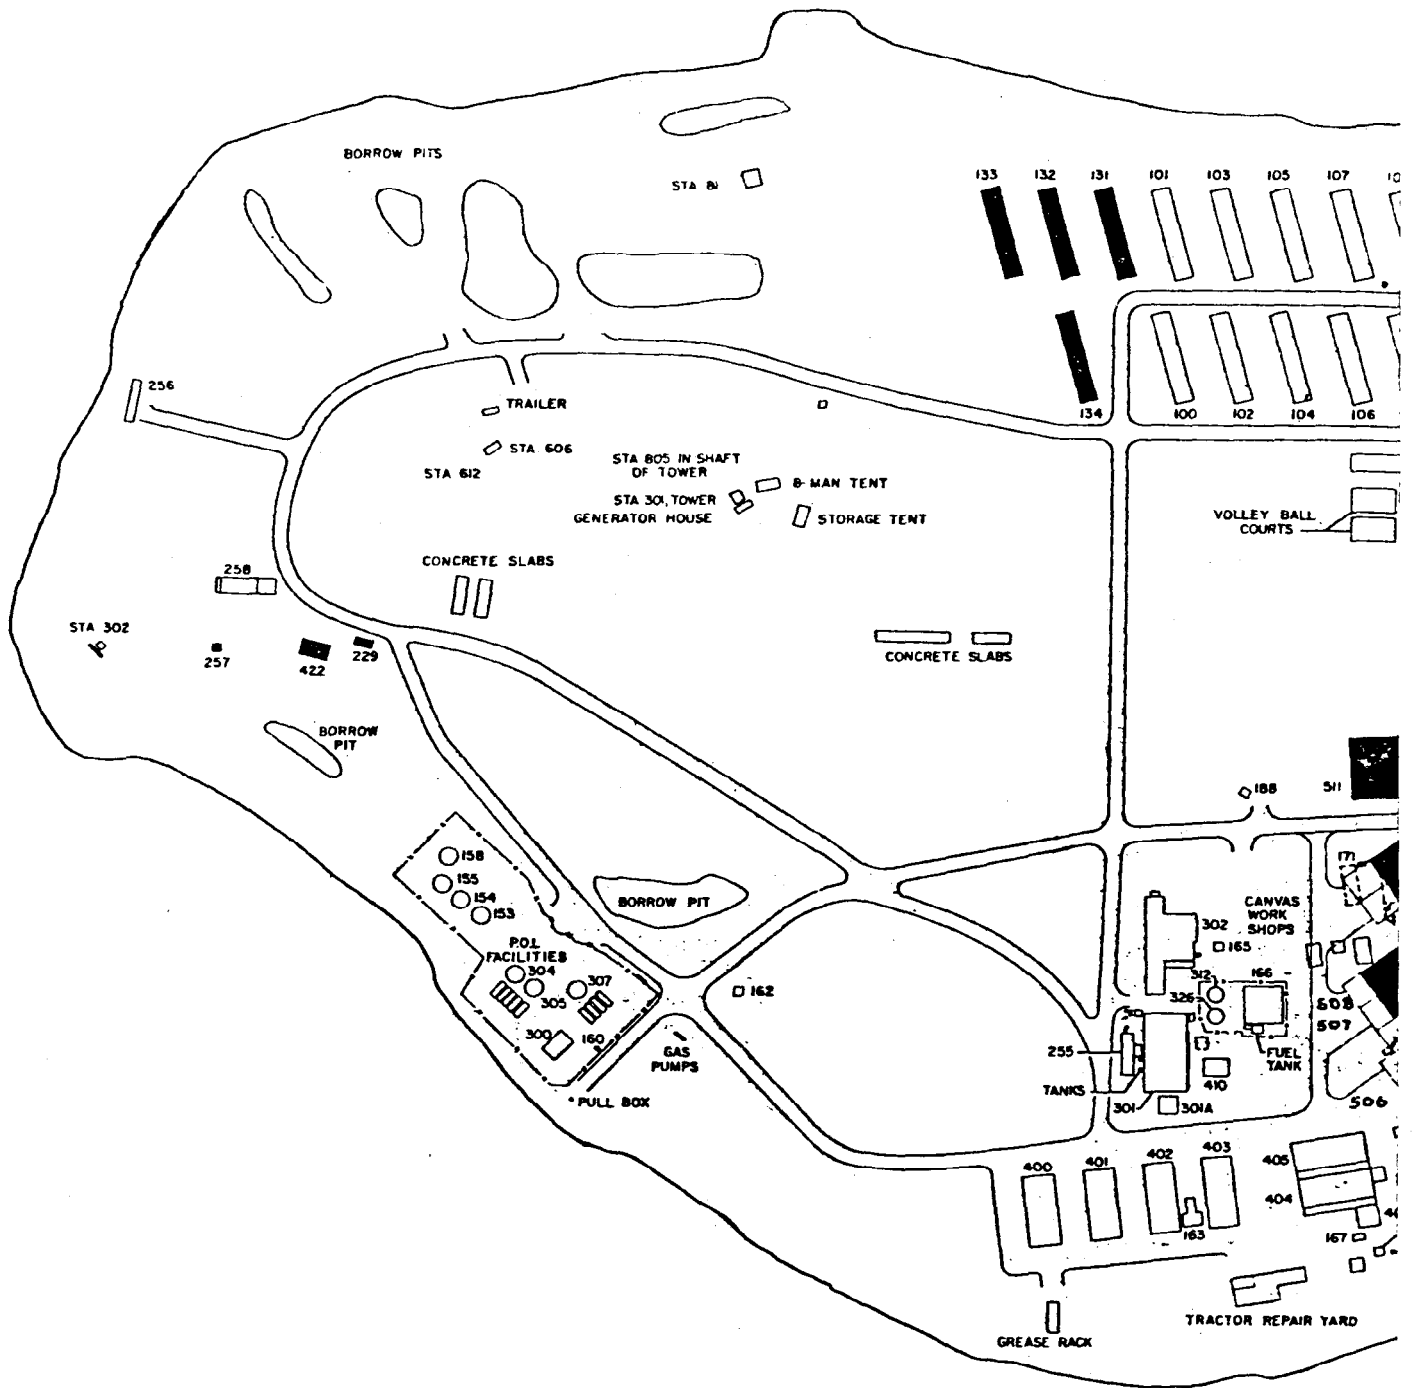 BORROW PITS
STA 81
133 132 131 101 103 105 107 10
256
TRAILER
134 100 102 104 106
STA 606
STA 612
STA 805 IN SHAFT
OF TOWER
8-MAN TENT
STA 301, TOWER
GENERATOR HOUSE
STORAGE TENT
VOLLEY BALL
COURTS
CONCRETE SLABS
258
STA 302
257
422
229
CONCRETE SLABS
BORROW
PIT
188
511
158
155
154
153
171
BORROW PIT
CANVAS
WORK
SHOPS
302
165
P.O.L
FACILITIES
304
305
307
162
312
166
326
508
507
300
160
GAS
PUMPS
255
FUEL
TANK
TANKS
410
PULL BOX
301
301A
506
400 401 402 403
405
404
40
163
167
GREASE RACK
TRACTOR REPAIR YARD